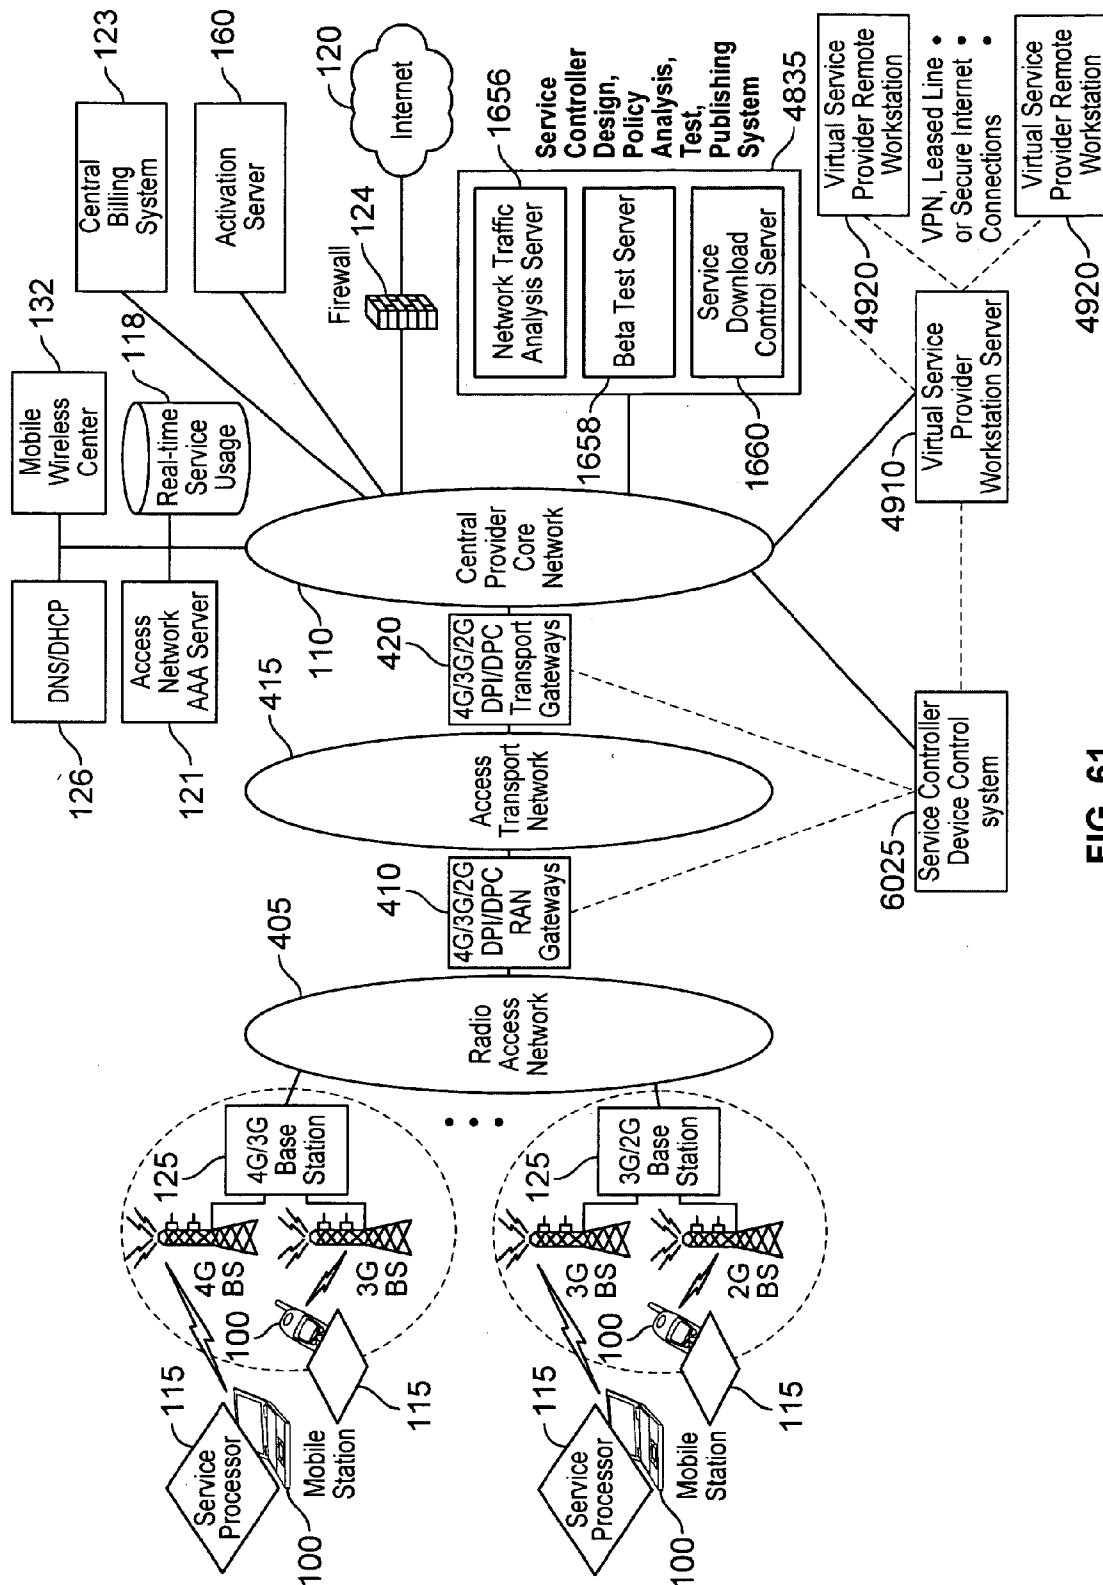 Service
Processor
115
100
Mobile
Station
115
100
4G
BS
3G
BS
125
4G/3G
Base
Station
Service
Processor
115
100
Mobile
Station
115
100
3G
BS
2G
BS
125
3G/2G
Base
Station
405
Radio
Access
Network
410
4G/3G/2G
DPI/DPC
RAN
Gateways
415
Access
Transport
Network
420
4G/3G/2G
DPI/DPC
Transport
Gateways
110
Central
Provider
Core
Network
126
DNS/DHCP
121
Access
Network
AAA Server
Mobile
Wireless
Center
132
Real-time
Service
Usage
118
Central
Billing
System
123
Activation
Server
160
Firewall
124
Internet
120
Network Traffic
Analysis Server
1656
Beta Test Server
1658
Service
Download
Control Server
1660
Service
Controller
Design,
Policy
Analysis,
Test,
Publishing
System
4835
6025
Service Controller
Device Control
system
4910
Virtual Service
Provider
Workstation Server
4920
Virtual Service
Provider Remote
Workstation
VPN, Leased Line
or Secure Internet
Connections
4920
Virtual Service
Provider Remote
Workstation
FIG. 61